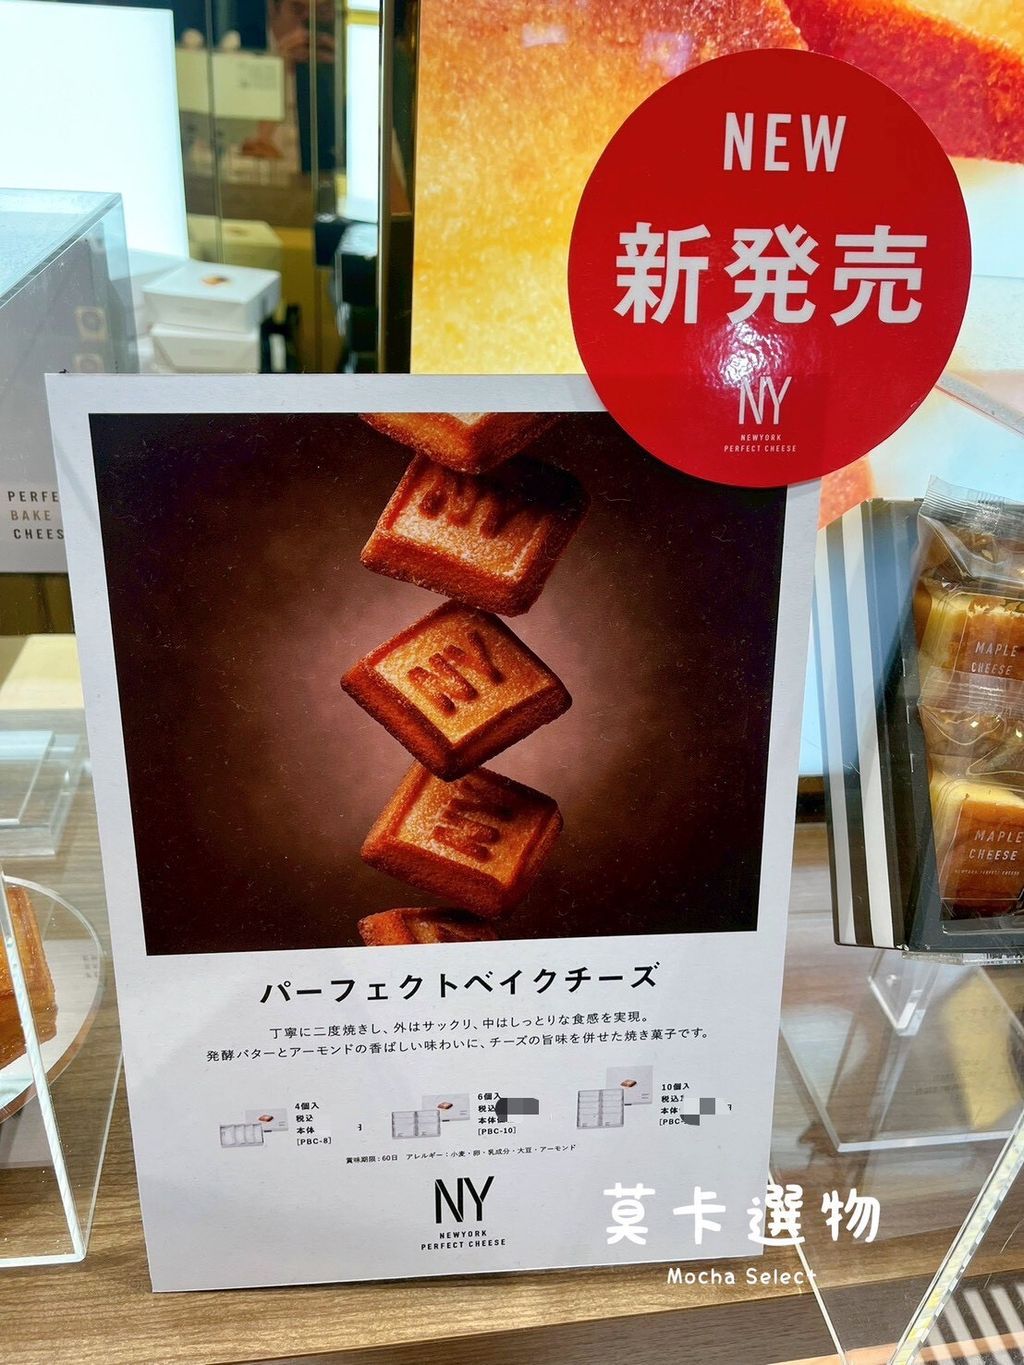 NEW
新発売
NY
NEWYORK
PERFECT CHEESE
BAKE
NY
NY
NY
パーフェクトベイクチーズ
丁寧に二度焼きし、外はサックリ、中はしっとりな食感を実現。
発酵バターとアーモンドの香ばしい味わいに、チーズの旨味を併せた焼き菓子です。
4個入
税込
本体
[PBC-8]
6個入
税込
本体
[PBC-10]
10個入
税込
本体
賞味期限：60日 アレルギー：小麦・卵・乳成分・大豆・アーモンド
NY
NEWYORK
PERFECT CHEESE
MAPLE
CHEESE
MAPLE
CHEESE
NEWYORK PERFECT CHEESE
莫卡選物
Mocha Select